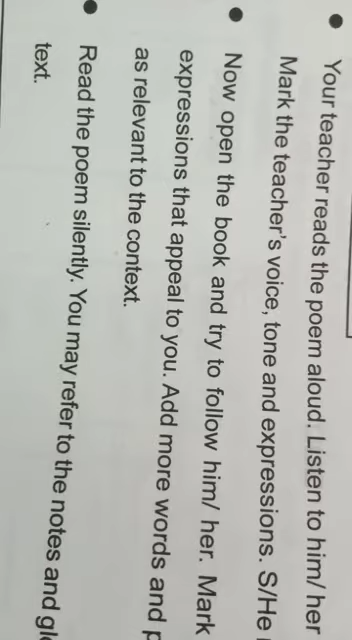 • Your teacher reads the poem aloud. Listen to him/ her
Mark the teacher's voice, tone and expressions. S/He
• Now open the book and try to follow him/ her. Mark
expressions that appeal to you. Add more words and
as relevant to the context.
• Read the poem silently. You may refer to the notes and
text.